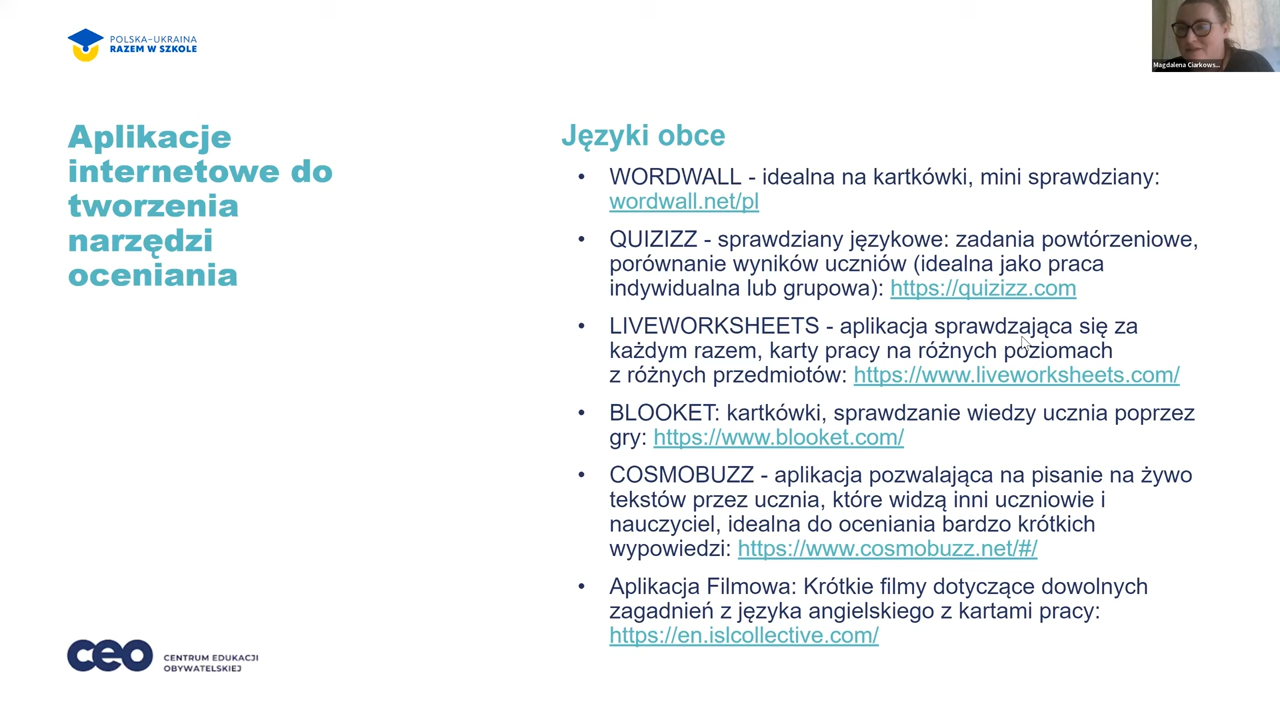 POLSKA-UKRAINA
RAZEM W SZKOLE
Magdalena Ciarkows...
Aplikacje
internetowe do
tworzenia
narzędzi
oceniania
Języki obce
• WORDWALL - idealna na kartkówki, mini sprawdziany:
wordwall.net/pl
• QUIZIZZ - sprawdziany językowe: zadania powtórzeniowe,
porównanie wyników uczniów (idealna jako praca
indywidualna lub grupowa): https://quizizz.com
• LIVEWORKSHEETS - aplikacja sprawdzająca się za
każdym razem, karty pracy na różnych poziomach
z różnych przedmiotów: https://www.liveworksheets.com/
• BLOOKET: kartkówki, sprawdzanie wiedzy ucznia poprzez
gry: https://www.blooket.com/
• COSMOBUZZ - aplikacja pozwalająca na pisanie na żywo
tekstów przez ucznia, które widzą inni uczniowie i
nauczyciel, idealna do oceniania bardzo krótkich
wypowiedzi: https://www.cosmobuzz.net/#/
• Aplikacja Filmowa: Krótkie filmy dotyczące dowolnych
zagadnień z języka angielskiego z kartami pracy:
https://en.islcollective.com/
ceo
CENTRUM EDUKACJI
OBYWATELSKIEJ